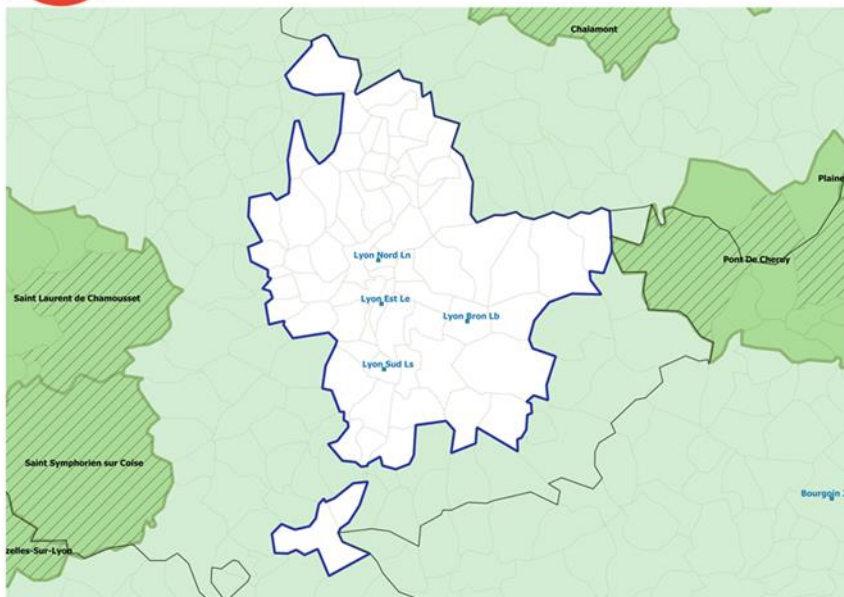 Chalamont
Plaine
Lyon Nord Ln
Pont De Cheruy
Saint Laurent de Chamousset
Lyon Est Le
Lyon Bron Lb
Lyon Sud Ls
Saint Symphorien sur Coise
Bourgoin
zelles-Sur-Lyon